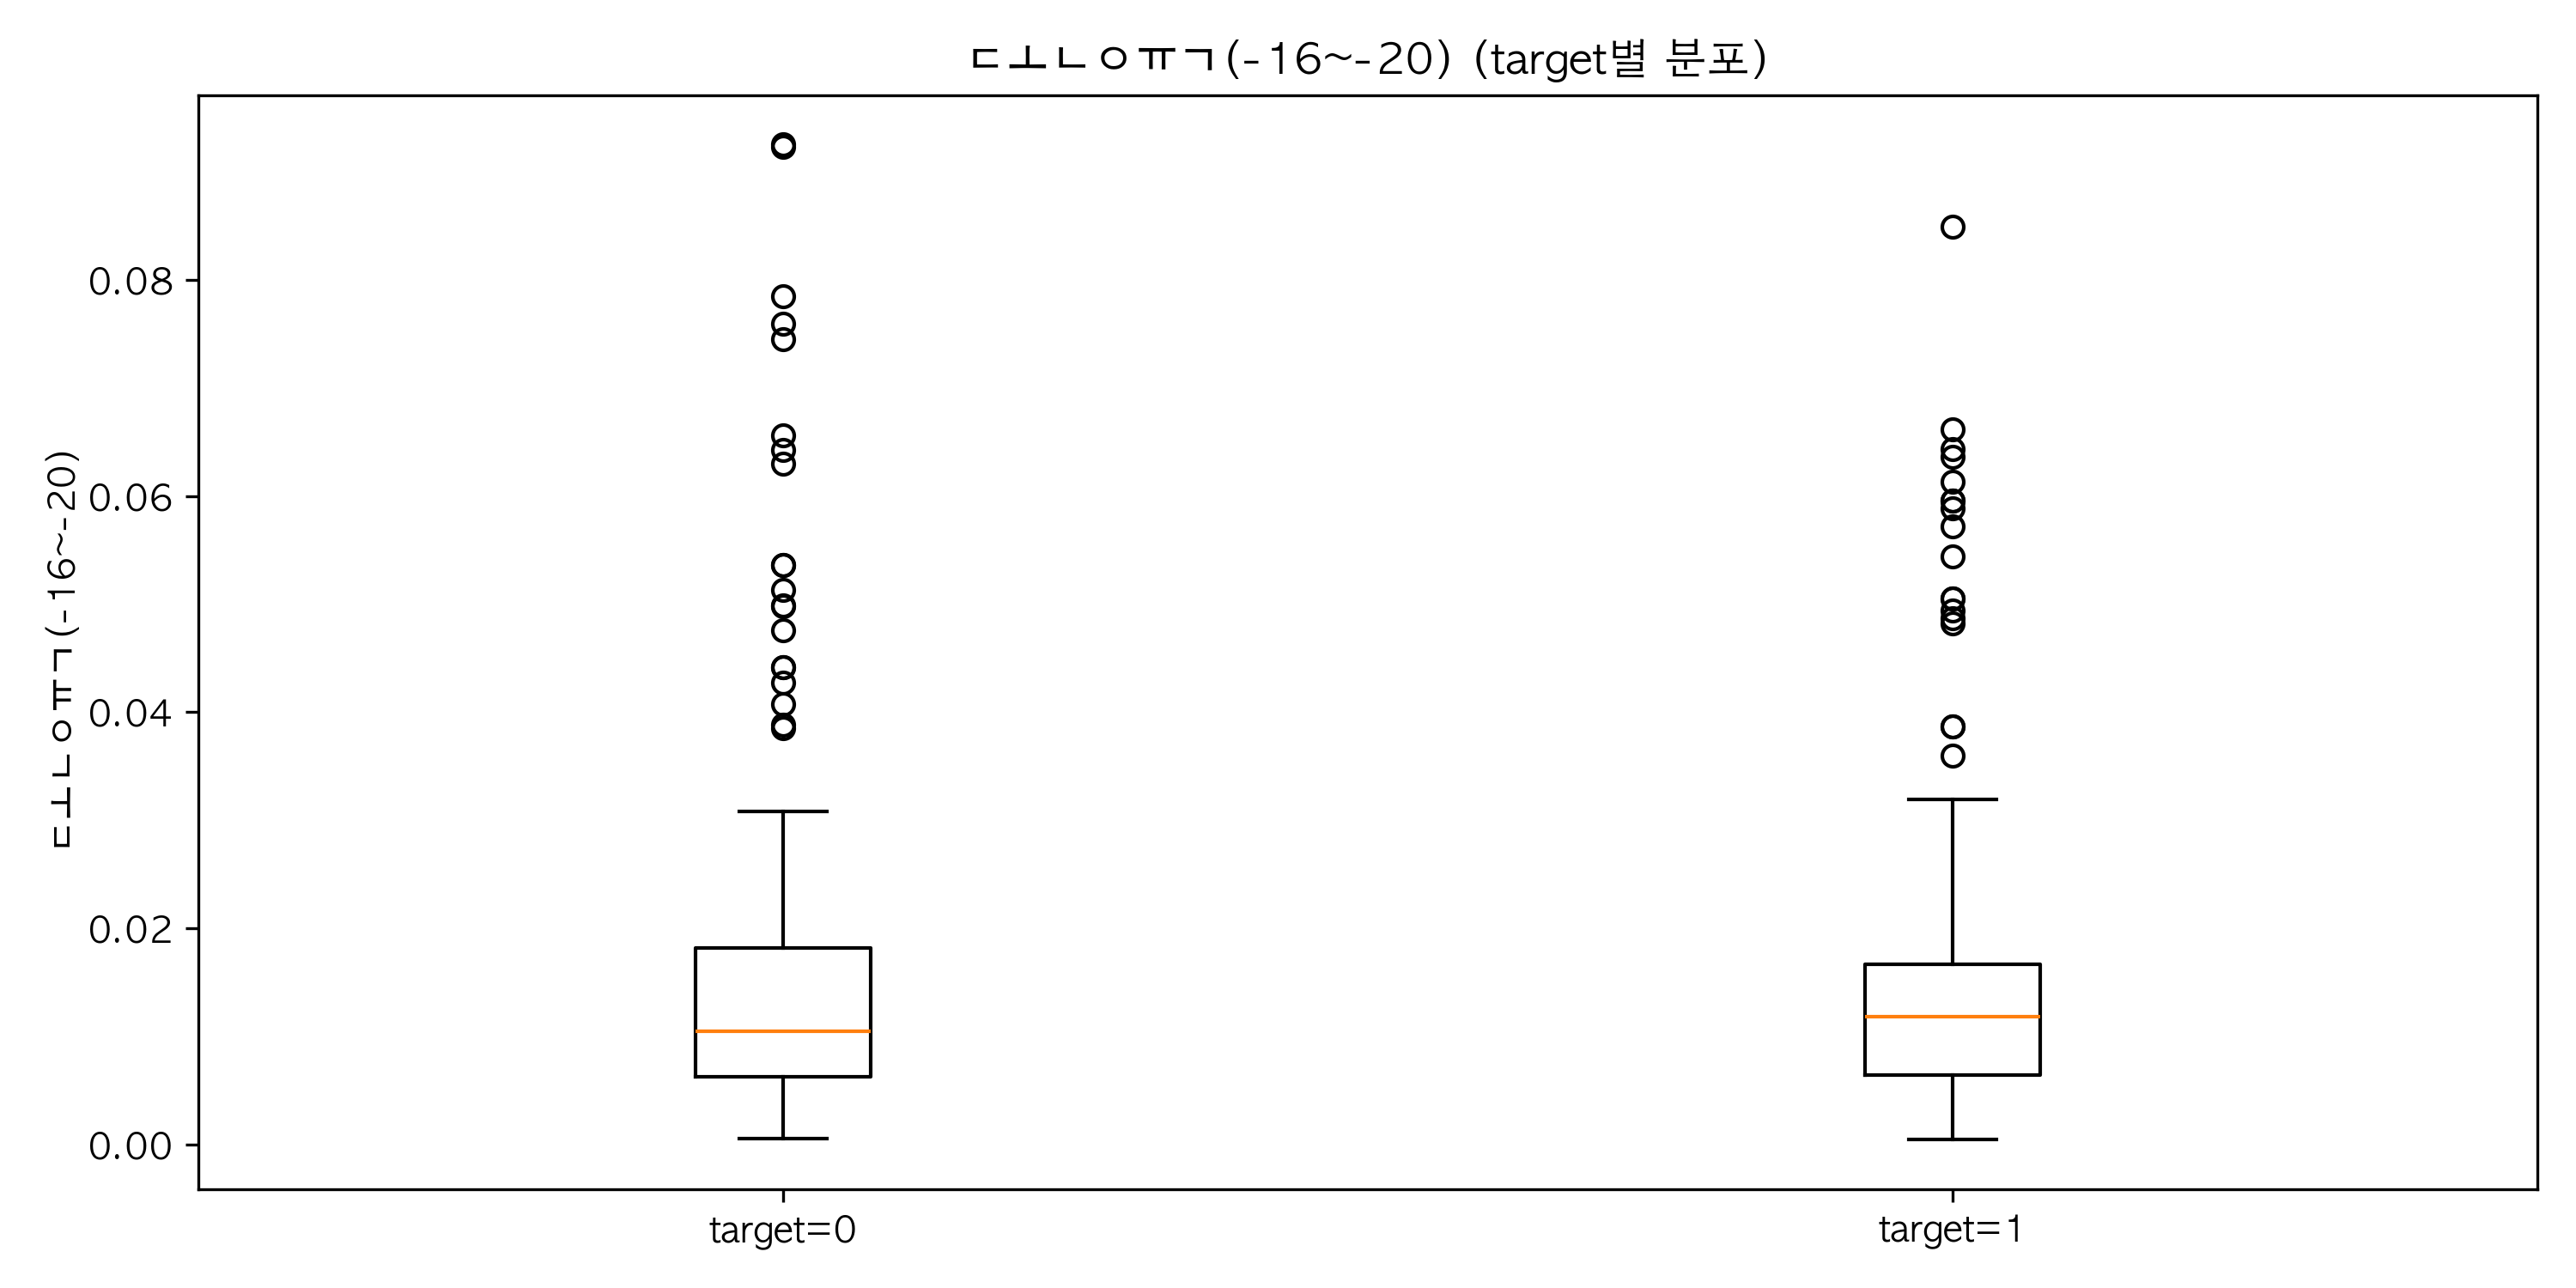 ㄷㅗㄴㅇㅠㄱ(-16~-20) (target별 분포)
ㄷㅗㄴㅇㅠㄱ(-16~-20)
0.08
0.06
0.04
0.02
0.00
target=0
target=1